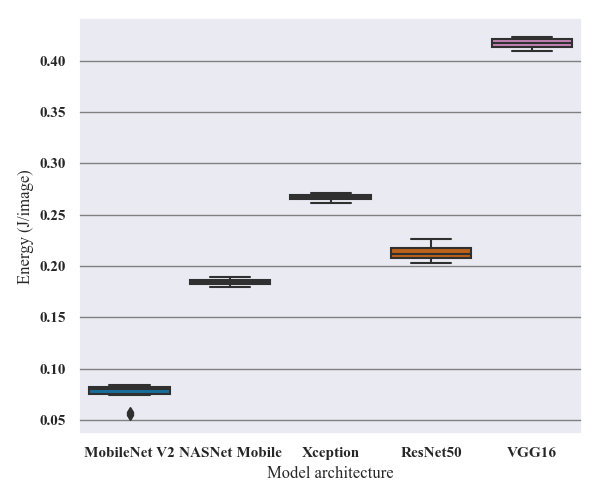 Energy (J/image)
0.40
0.35
0.30
0.25
0.20
0.15
0.10
0.05
MobileNet V2 NASNet Mobile Xception ResNet50 VGG16
Model architecture